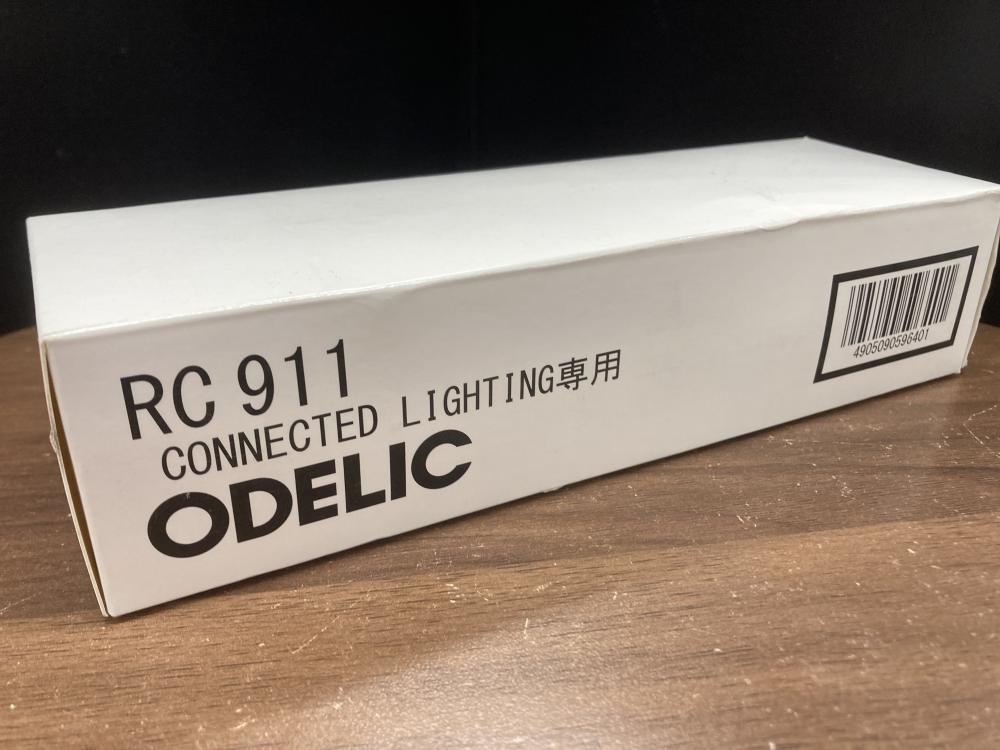 RC 911
CONNECTED LIGHTING専用
ODELIC
4905090596401